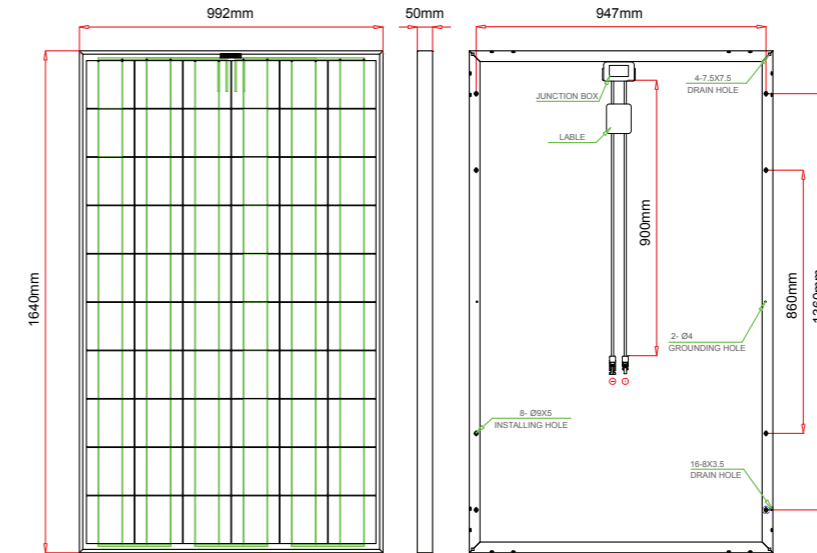 992mm
50mm
947mm
4-7.5X7.5
DRAIN HOLE
JUNCTION BOX
LABLE
1640mm
900mm
860mm
2- Ø4
GROUNDING HOLE
8- Ø9X5
INSTALLING HOLE
16-8X3.5
DRAIN HOLE